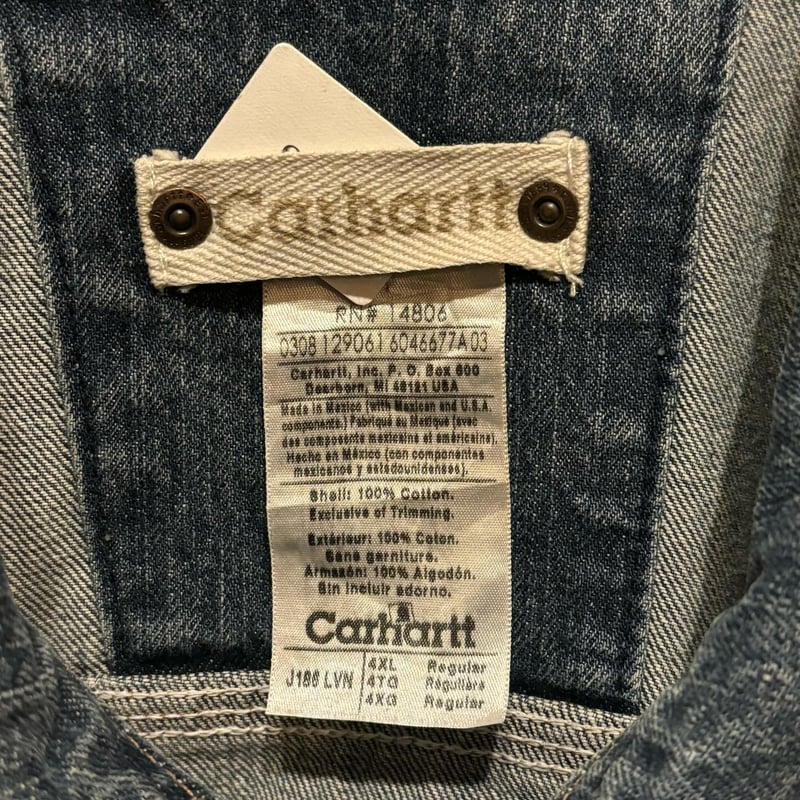 Carhartt
RN# 14806
0308 129061 6046677A 03
Carhartt, Inc. P. O. Box 600
Dearborn, MI 48121 USA
Made in Mexico (with Mexican and U.S.A.
components.) Fabriqué au Mexique (avec
des composants mexicains et américains).
Hecho en México (con componentes
mexicanos y estadounidenses).
Shell: 100% Cotton.
Exclusive of Trimming.
Extérieur: 100% Coton.
Sans garniture.
Armazón: 100% Algodón.
Sin incluir adorno.
Carhartt
J186 LVN
4XL Regular
4TG Régulière
4XG Regular